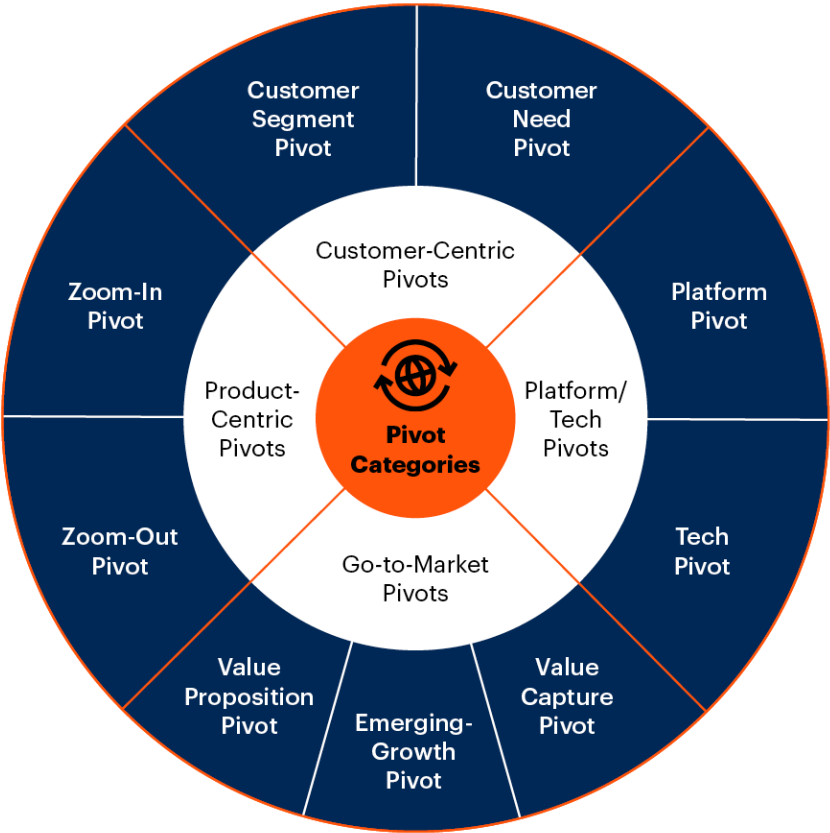 Customer
Segment
Pivot
Customer
Need
Pivot
Customer-Centric
Pivots
Zoom-In
Pivot
Platform
Pivot
Product-
Centric
Pivots
Pivot
Categories
Platform/
Tech
Pivots
Zoom-Out
Pivot
Tech
Pivot
Go-to-Market
Pivots
Value
Proposition
Pivot
Emerging-
Growth
Pivot
Value
Capture
Pivot